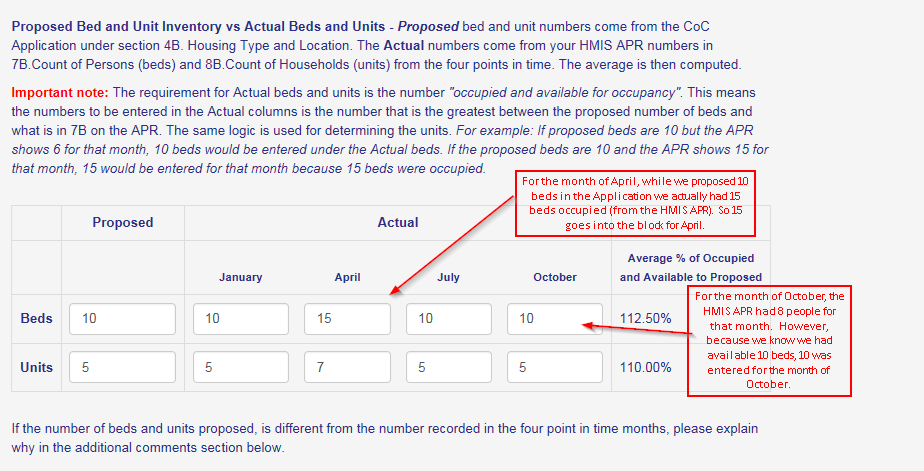 Proposed Bed and Unit Inventory vs Actual Beds and Units - Proposed bed and unit numbers come from the CoC
Application under section 4B. Housing Type and Location. The Actual numbers come from your HMIS APR numbers in
7B.Count of Persons (beds) and 8B.Count of Households (units) from the four points in time. The average is then computed.
Important note: The requirement for Actual beds and units is the number "occupied and available for occupancy". This means
the numbers to be entered in the Actual columns is the number that is the greatest between the proposed number of beds and
what is in 7B on the APR. The same logic is used for determining the units. For example: If proposed beds are 10 but the APR
shows 6 for that month, 10 beds would be entered under the Actual beds. If the proposed beds are 10 and the APR shows 15 for
that month, 15 would be entered for that month because 15 beds were occupied.
For the month of April, while we proposed 10
beds in the Application we actually had 15
beds occupied (from the HMIS APR). So 15
goes into the block for April.
Proposed Actual
January April July October Average % of Occupied
and Available to Proposed
Beds 10 10 15 10 10 112.50%
Units 5 5 7 5 5 110.00%
For the month of October, the
HMIS APR had 8 people for
that month. However,
because we know we had
available 10 beds, 10 was
entered for the month of
October.
If the number of beds and units proposed, is different from the number recorded in the four point in time months, please explain
why in the additional comments section below.